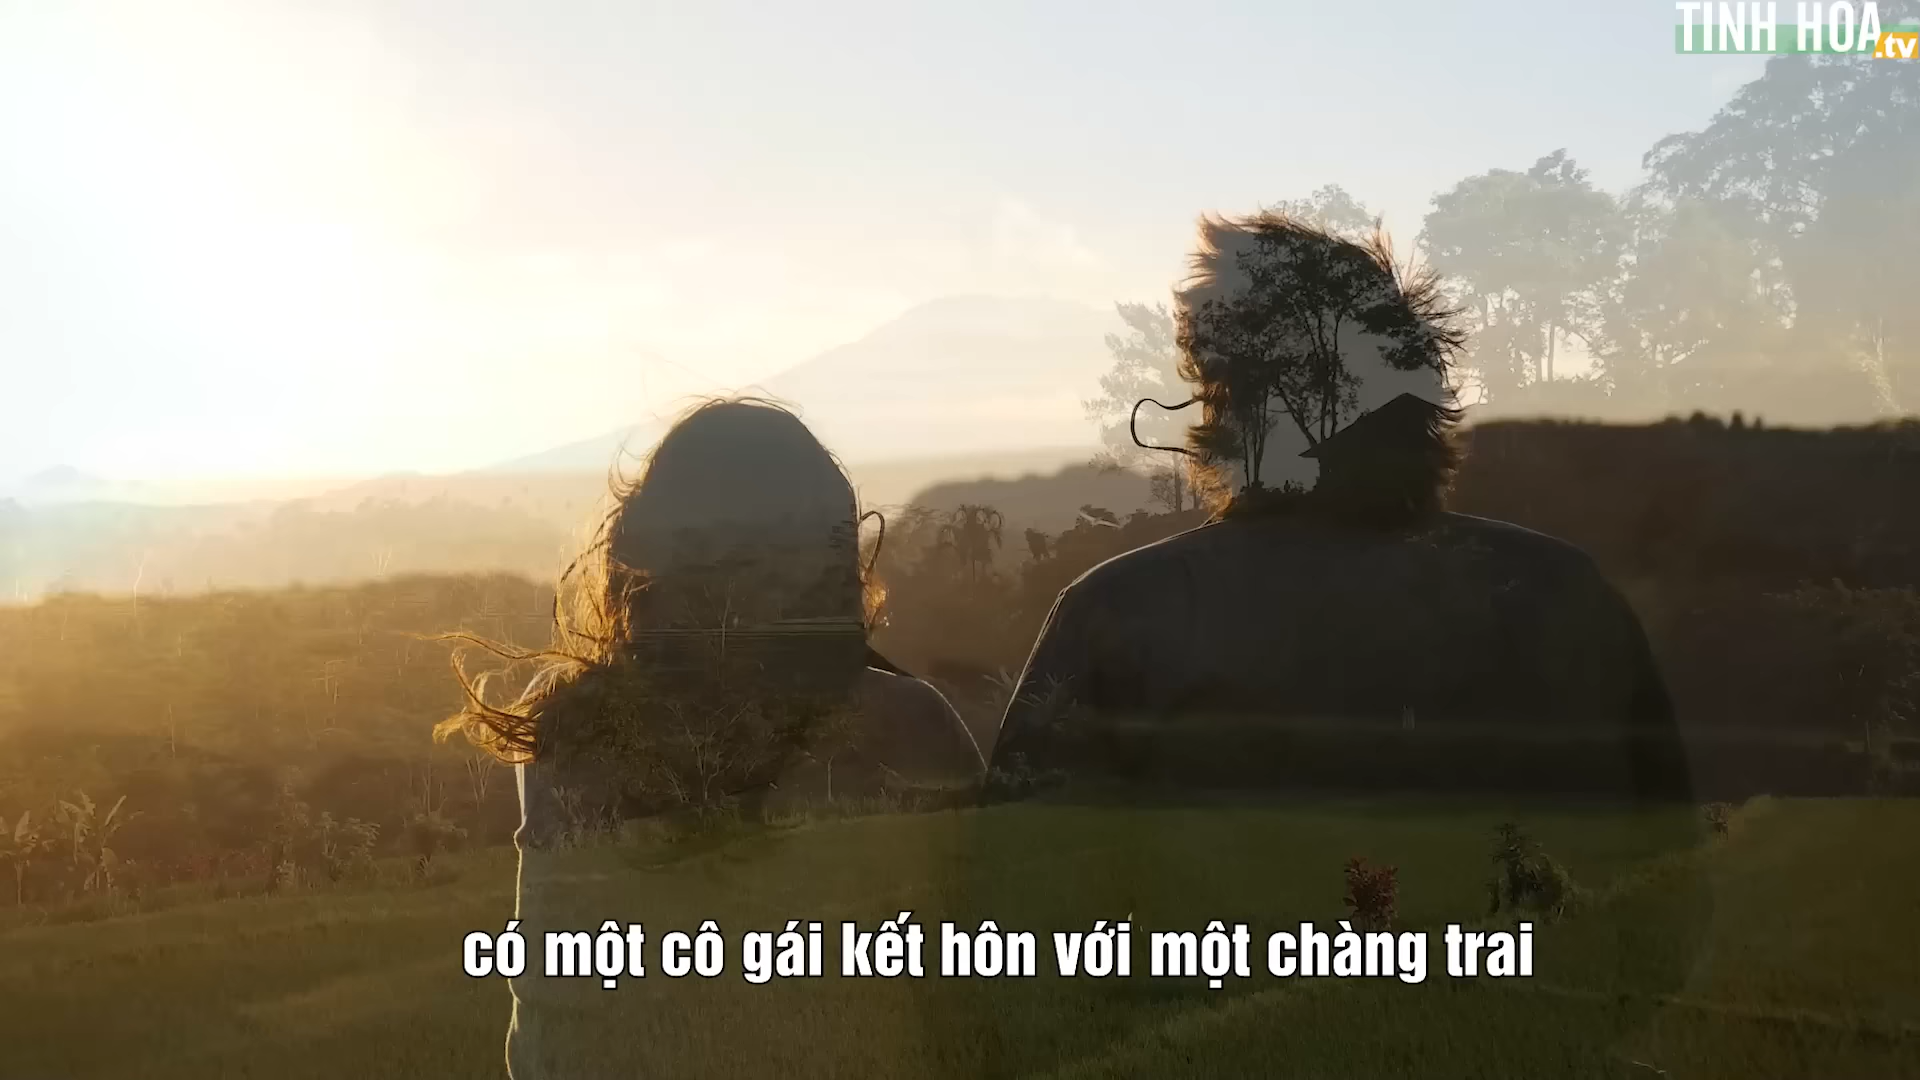 TINH HOA
.tv
có một cô gái kết hôn với một chàng trai